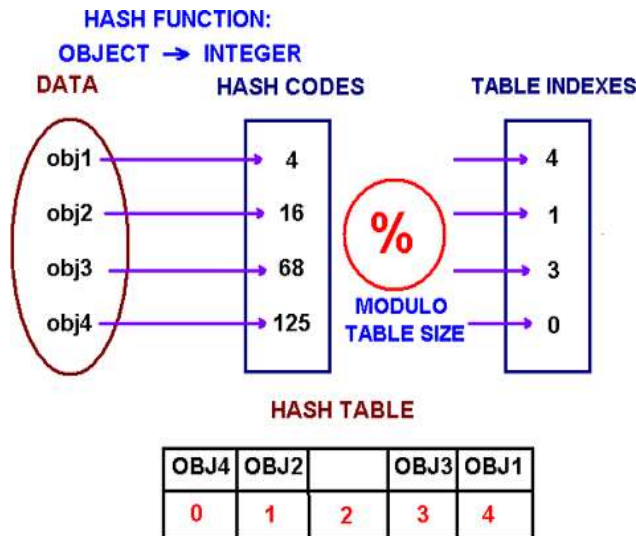 HASH FUNCTION:
OBJECT → INTEGER
DATA HASH CODES TABLE INDEXES
obj1 4 4
obj2 16 1
obj3 68 3
obj4 125 0
%
MODULO
TABLE SIZE
HASH TABLE
OBJ4 OBJ2 OBJ3 OBJ1
0 1 2 3 4